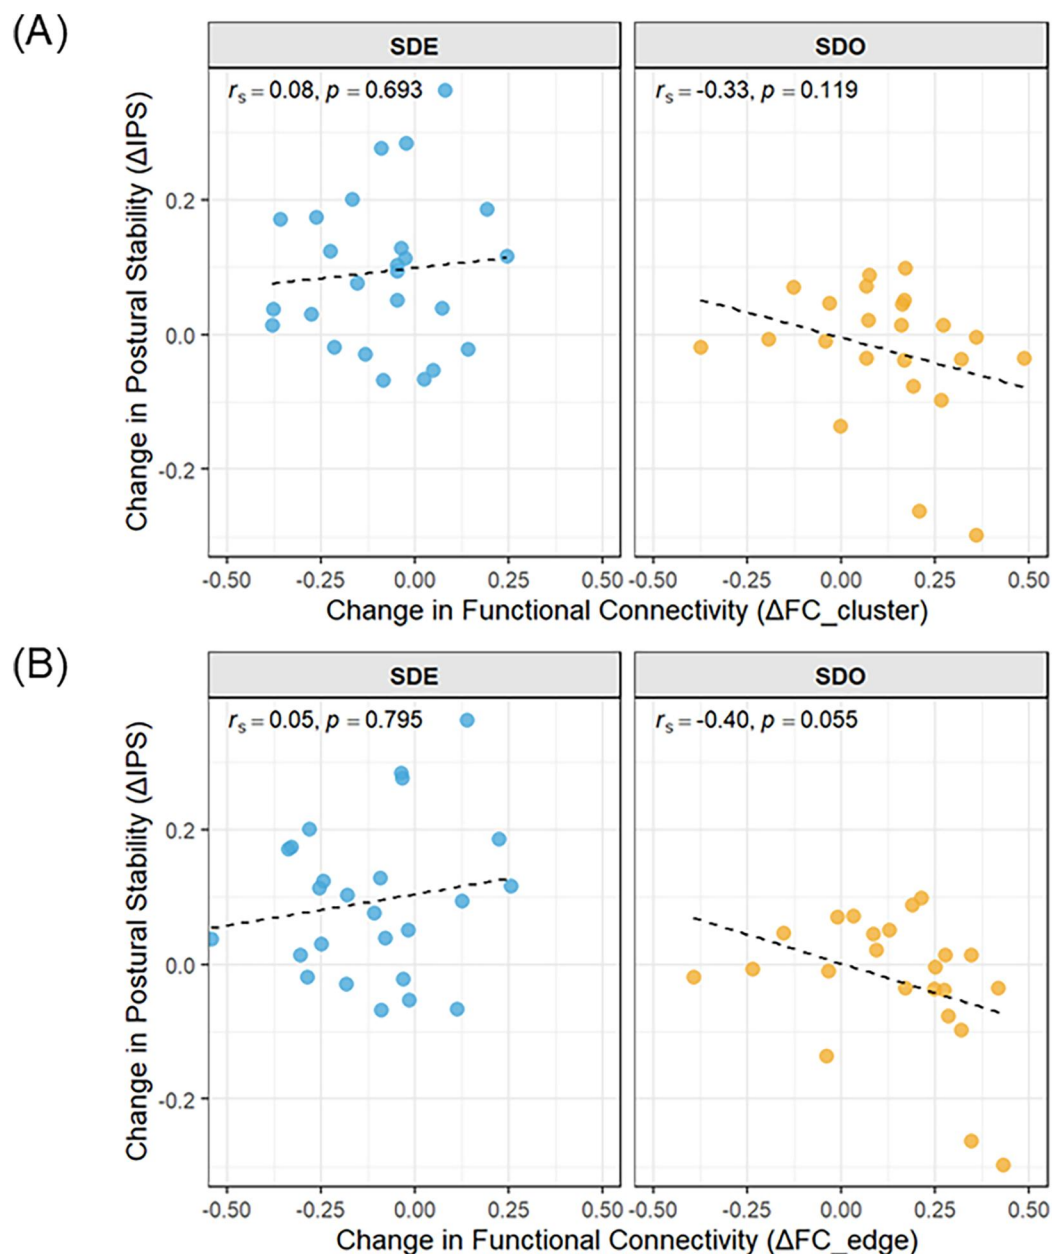 (A)
SDE SDO
rs = 0.08, p = 0.693 rs = -0.33, p = 0.119
Change in Postural Stability (ΔIPS)
0.2
0.0
-0.2
-0.50 -0.25 0.00 0.25 0.50 -0.50 -0.25 0.00 0.25 0.50
Change in Functional Connectivity (ΔFC_cluster)
(B)
SDE SDO
rs = 0.05, p = 0.795 rs = -0.40, p = 0.055
Change in Postural Stability (ΔIPS)
0.2
0.0
-0.2
-0.50 -0.25 0.00 0.25 0.50 -0.50 -0.25 0.00 0.25 0.50
Change in Functional Connectivity (ΔFC_edge)